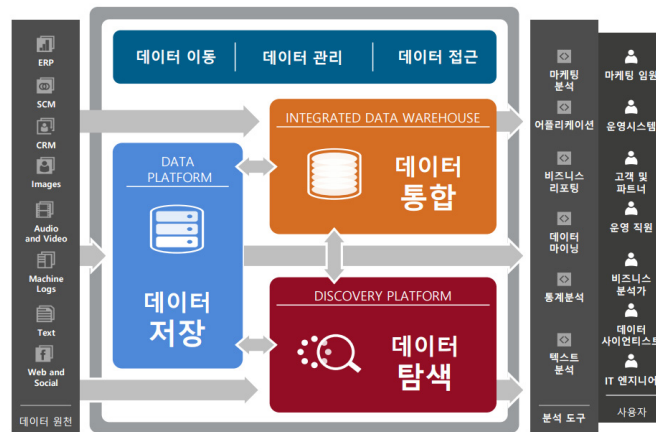 ERP
SCM
CRM
Images
Audio
and Video
Machine
Logs
Text
Web and
Social
데이터 원천
데이터 이동
데이터 관리
데이터 접근
INTEGRATED DATA WAREHOUSE
데이터
통합
DATA
PLATFORM
데이터
저장
DISCOVERY PLATFORM
데이터
탐색
마케팅
분석
어플리케이션
비즈니스
리포팅
데이터
마이닝
통계분석
텍스트
분석
분석 도구
마케팅 임원
운영시스템
고객 및
파트너
운영 직원
비즈니스
분석가
데이터
사이언티스트
IT 엔지니어
사용자